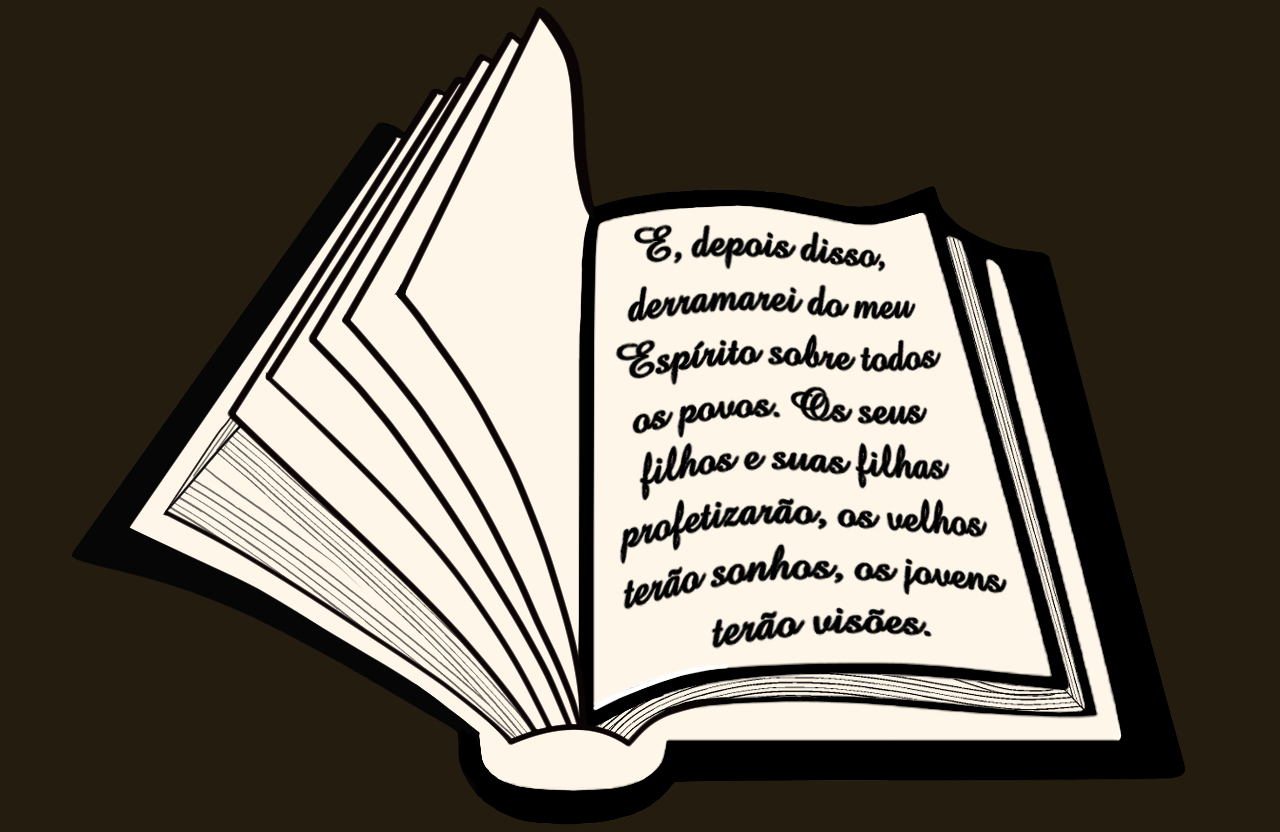 E, depois disso,
derramarei do meu
Espírito sobre todos
os povos. Os seus
filhos e suas filhas
profetizarão, os velhos
terão sonhos, os jovens
terão visões.